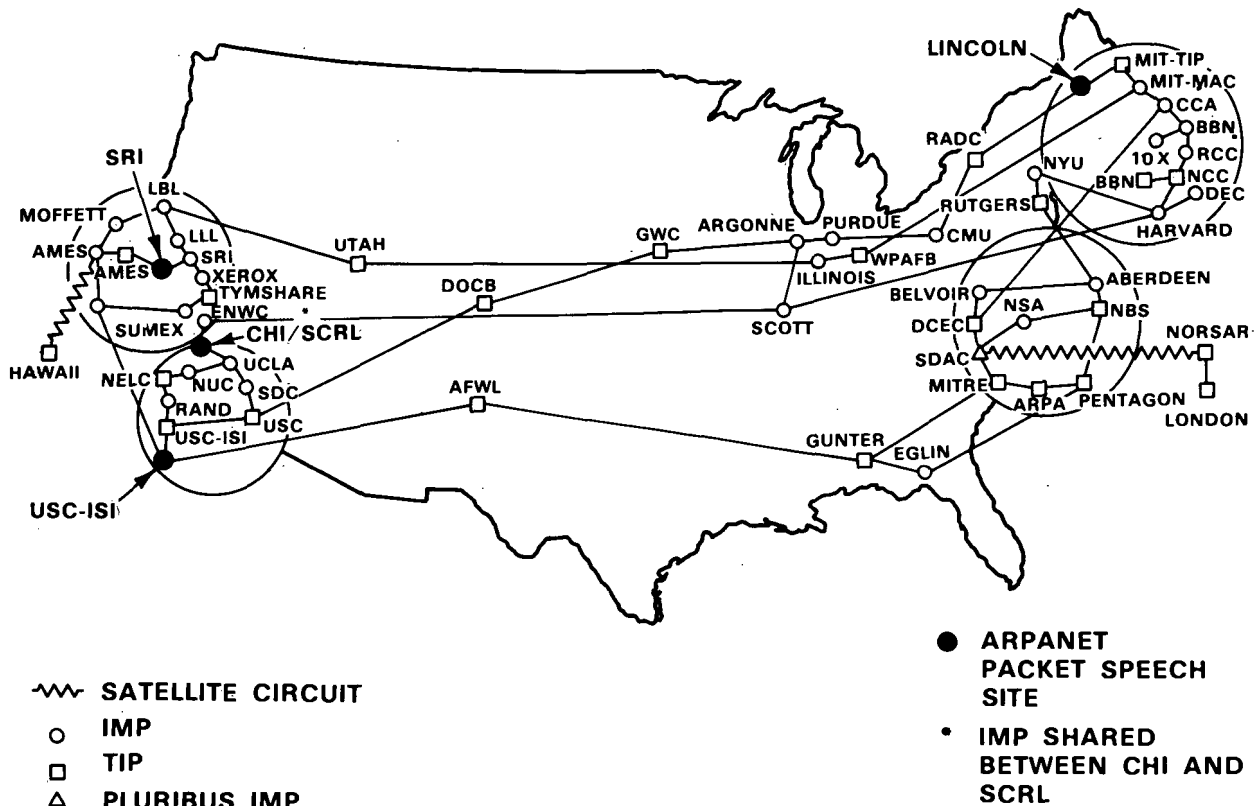 LINCOLN
MIT-TIP
MIT-MAC
CCA
BBN
RCC
10X
NCC
BBN
DEC
HARVARD
RADC
NYU
RUTGERS
SRI
LBL
MOFFETT
LLL
SRI
AMES
AMES
XEROX
TYMSHARE
ENWC
SUMEX
HAWAII
CHI / SCRL
UTAH
DOCB
GWC
ARGONNE
PURDUE
CMU
ILLINOIS
WPAFB
SCOTT
ABERDEEN
BELVOIR
NSA
NBS
DCEC
SDAC
NORSAR
MITRE
ARPA
PENTAGON
LONDON
UCLA
NELC
NUC
SDC
RAND
USC
USC-ISI
USC-ISI
AFWL
GUNTER
EGLIN
SATELLITE CIRCUIT
IMP
TIP
PLURIBUS IMP
ARPANET
PACKET SPEECH
SITE
IMP SHARED
BETWEEN CHI AND
SCRL